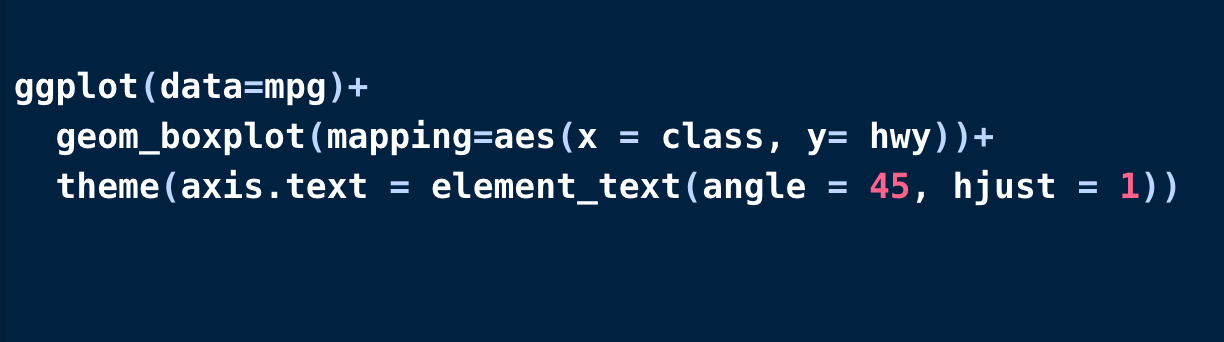 ggplot(data=mpg)+
  geom_boxplot(mapping=aes(x = class, y= hwy))+
  theme(axis.text = element_text(angle = 45, hjust = 1))